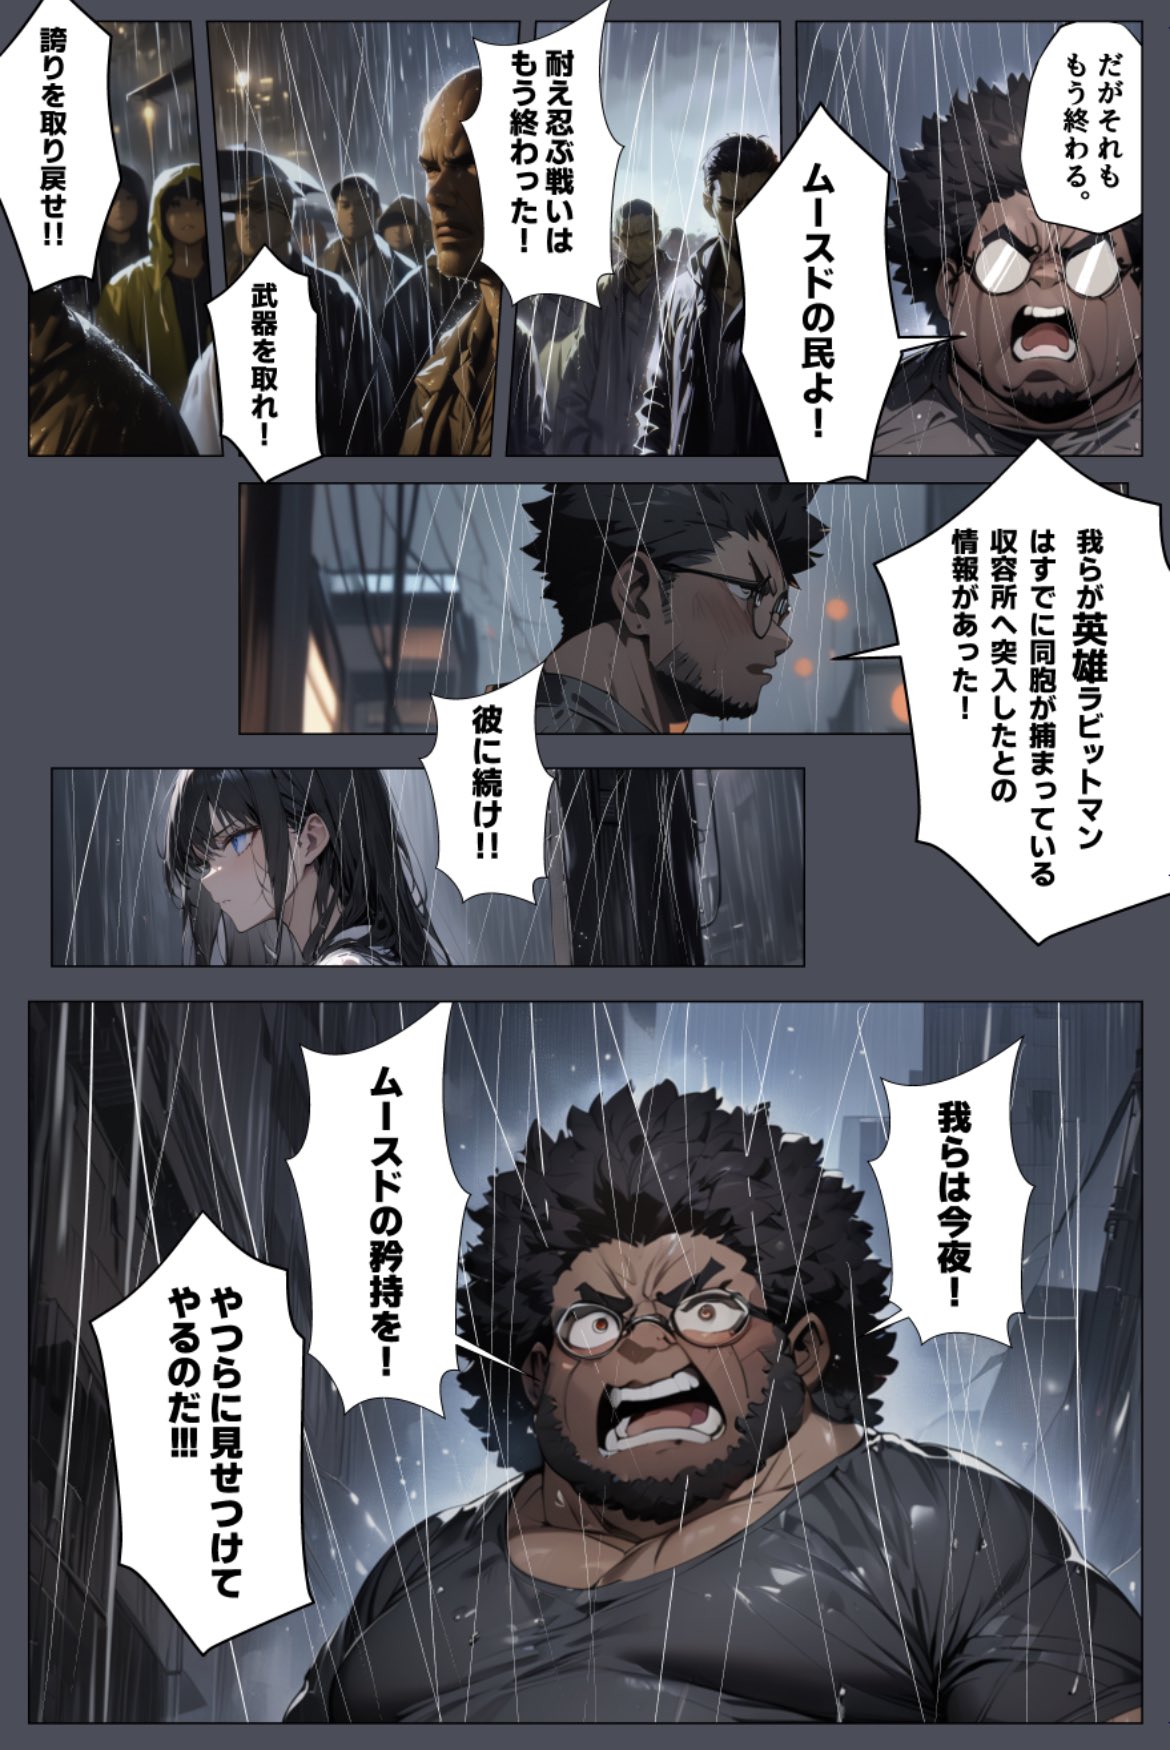 だがそれも
もう終わる。
ムースドの民よ！
耐え忍ぶ戦いは
もう終わった！
武器を取れ！
誇りを取り戻せ!!
我らが英雄ラビットマン
はすでに同胞が捕まっている
収容所へ突入したとの
情報があった！
彼に続け!!
我らは今夜！
ムースドの矜持を！
やつらに見せつけて
やるのだ!!!